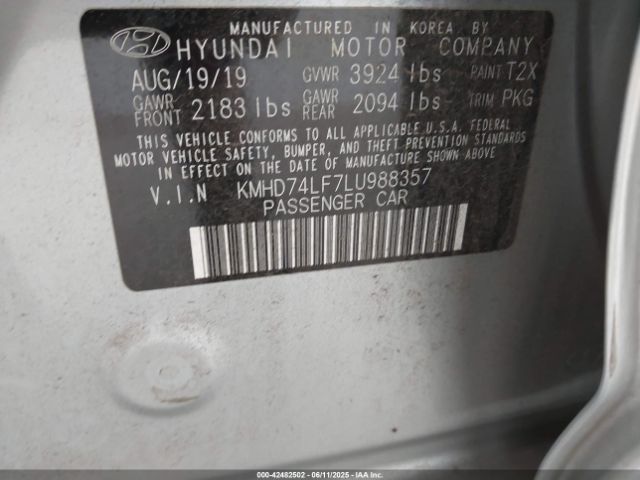 MANUFACTURED IN KOREA BY
HYUNDAI MOTOR COMPANY
AUG/19/19 GVWR 3924 lbs PAINT T2X
GAWR FRONT 2183 lbs GAWR REAR 2094 lbs TRIM PKG
THIS VEHICLE CONFORMS TO ALL APPLICABLE U.S.A. FEDERAL
MOTOR VEHICLE SAFETY, BUMPER, AND THEFT PREVENTION STANDARDS
IN EFFECT ON THE DATE OF MANUFACTURE SHOWN ABOVE.
V.I.N KMHD74LF7LU988357
PASSENGER CAR
000-42482502 - 06/11/2025 - IAAI.com